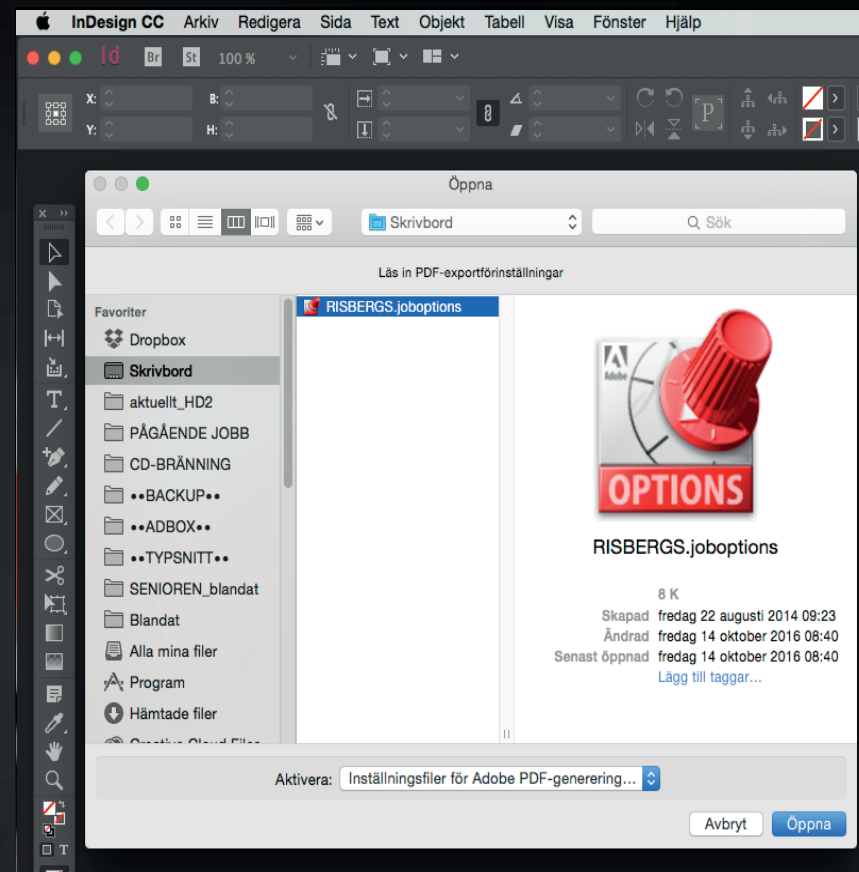 InDesign CC Arkiv Redigera Sida Text Objekt Tabell Visa Fönster Hjälp
Id Br St 100 %
X: B:
Y: H:
P
Öppna
Skrivbord Sök
Läs in PDF-exportförinställningar
Favoriter
Dropbox
Skrivbord
aktuellt_HD2
PÅGÅENDE JOBB
CD-BRÄNNING
••BACKUP••
••ADBOX••
••TYPSNITT••
SENIOREN_blandat
Blandat
Alla mina filer
Program
Hämtade filer
Creative Cloud Files
RISBERGS.joboptions
Adobe
OPTIONS
RISBERGS.joboptions
8 K
Skapad fredag 22 augusti 2014 09:23
Ändrad fredag 14 oktober 2016 08:40
Senast öppnad fredag 14 oktober 2016 08:40
Lägg till taggar...
Aktivera: Inställningsfiler för Adobe PDF-generering...
Avbryt Öppna
T
T